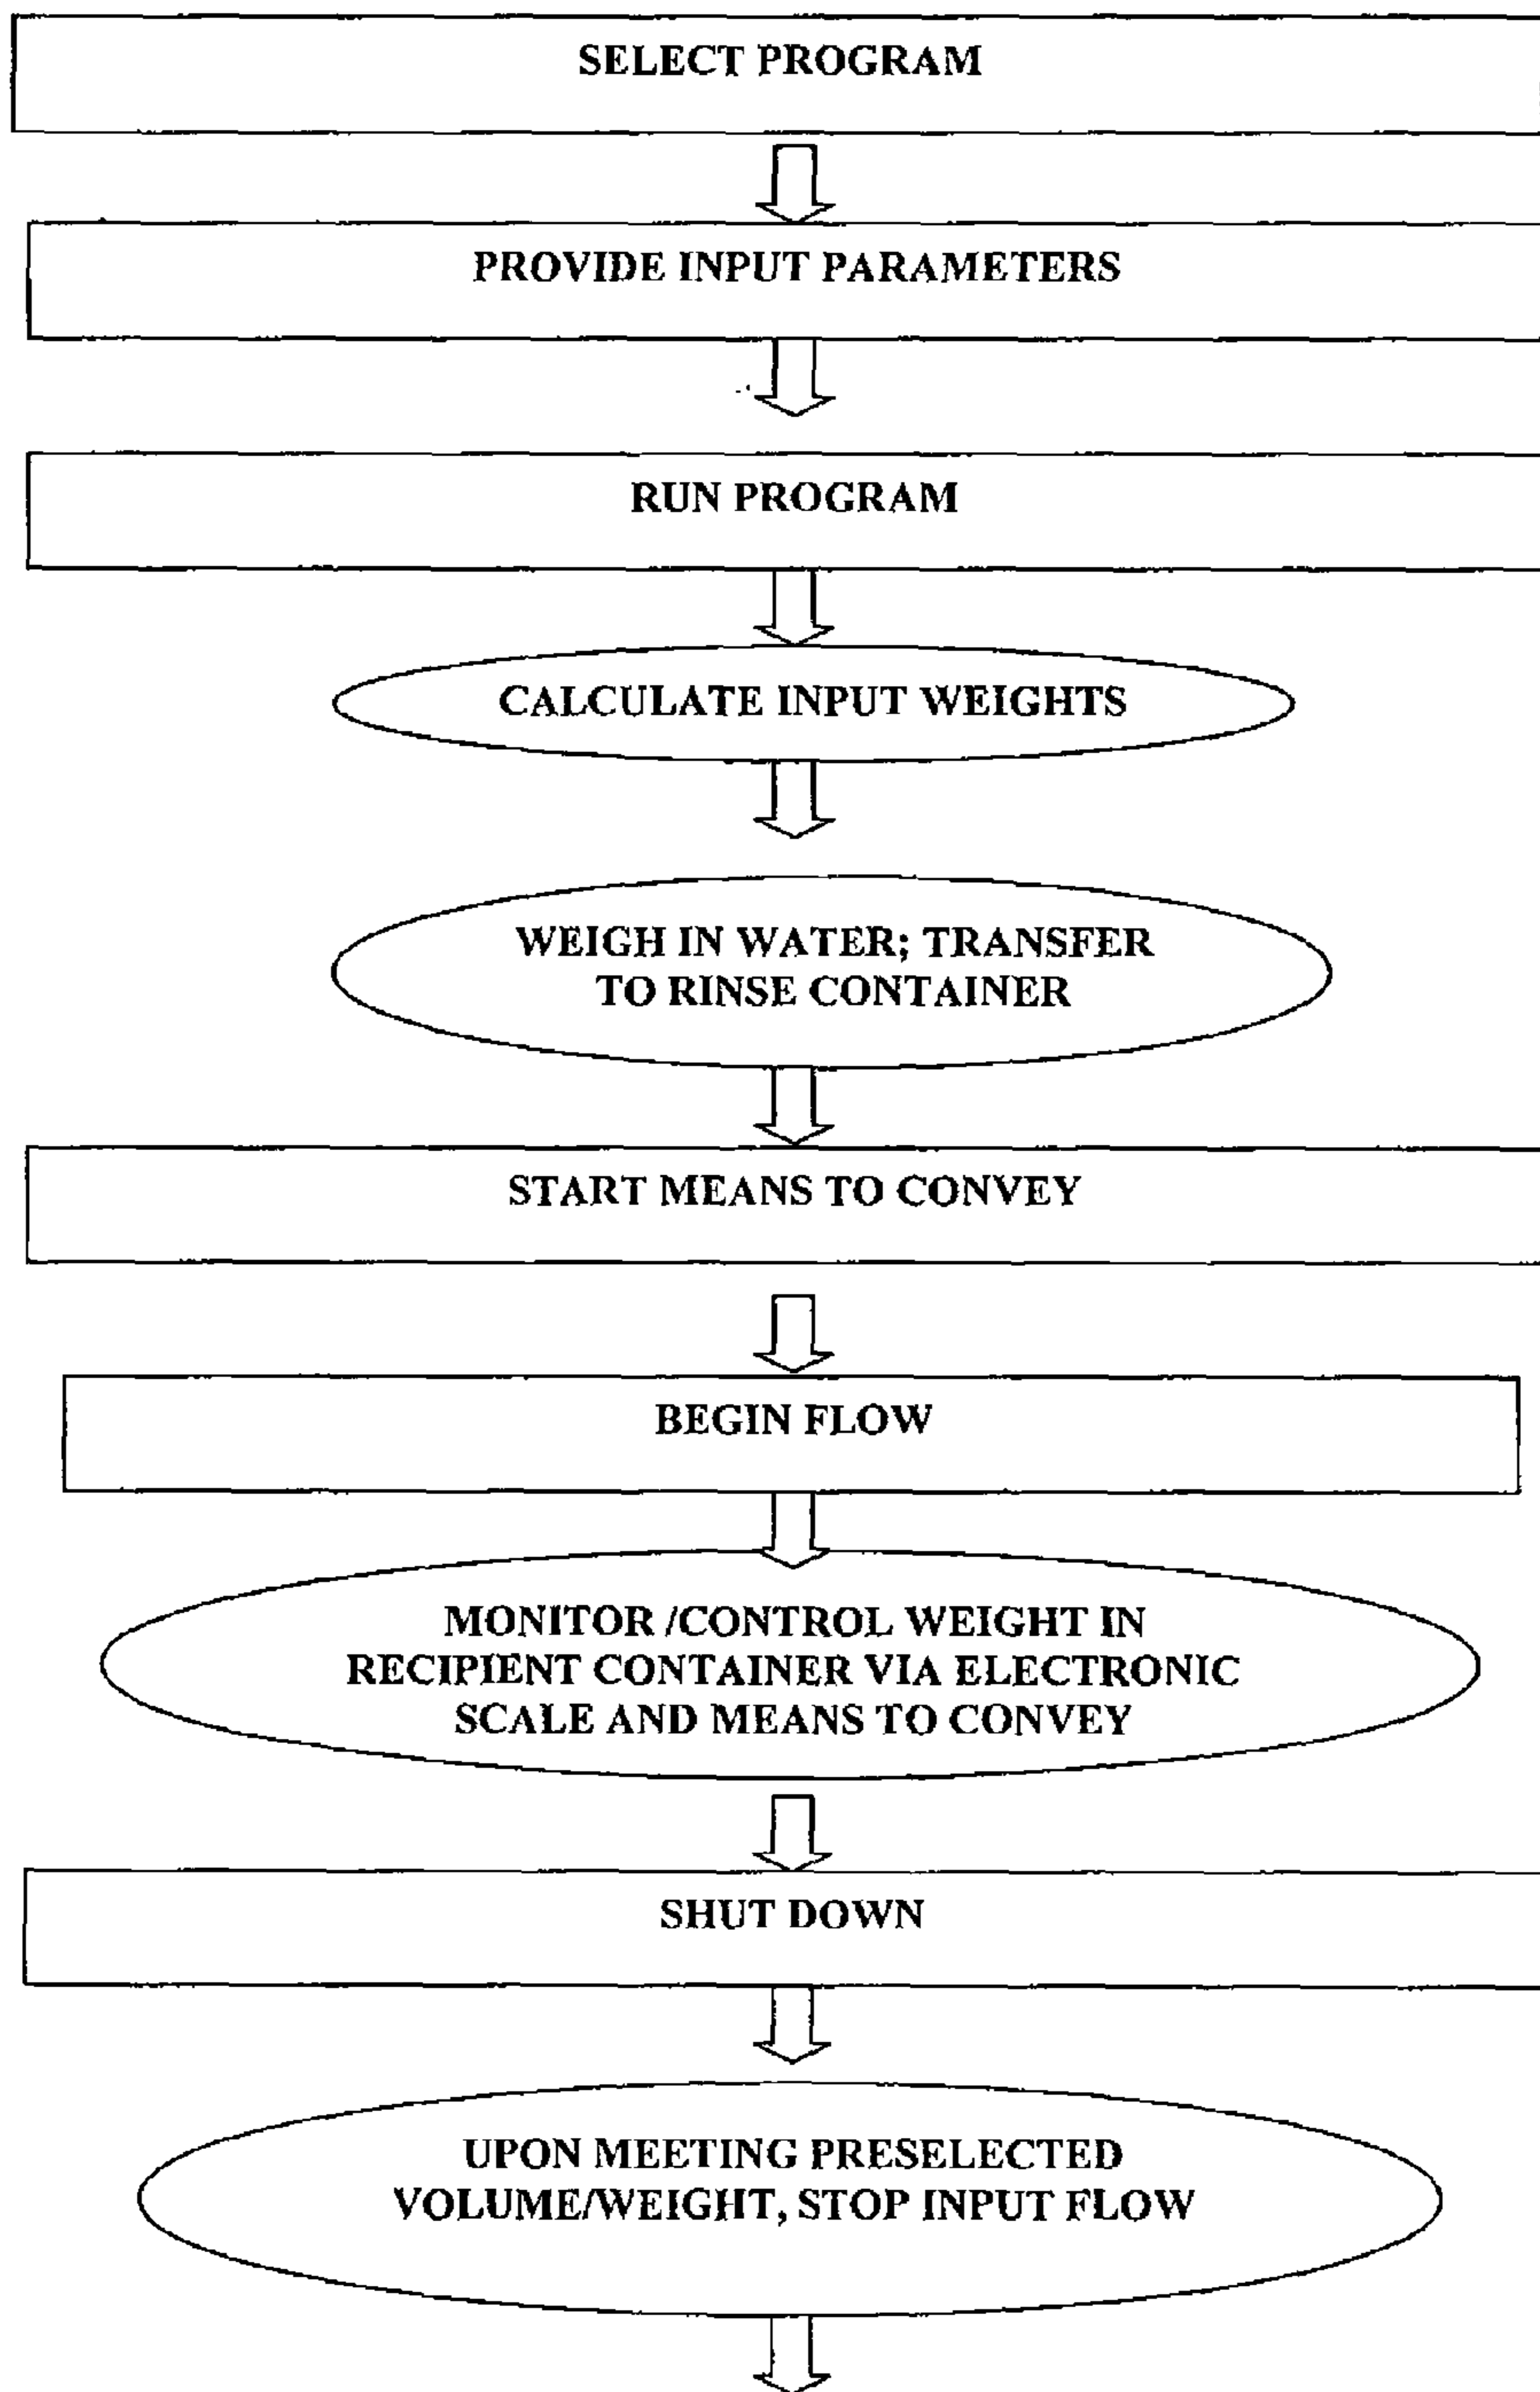 SELECT PROGRAM
PROVIDE INPUT PARAMETERS
RUN PROGRAM
CALCULATE INPUT WEIGHTS
WEIGH IN WATER; TRANSFER
TO RINSE CONTAINER
START MEANS TO CONVEY
BEGIN FLOW
MONITOR /CONTROL WEIGHT IN
RECIPIENT CONTAINER VIA ELECTRONIC
SCALE AND MEANS TO CONVEY
SHUT DOWN
UPON MEETING PRESELECTED
VOLUME/WEIGHT, STOP INPUT FLOW